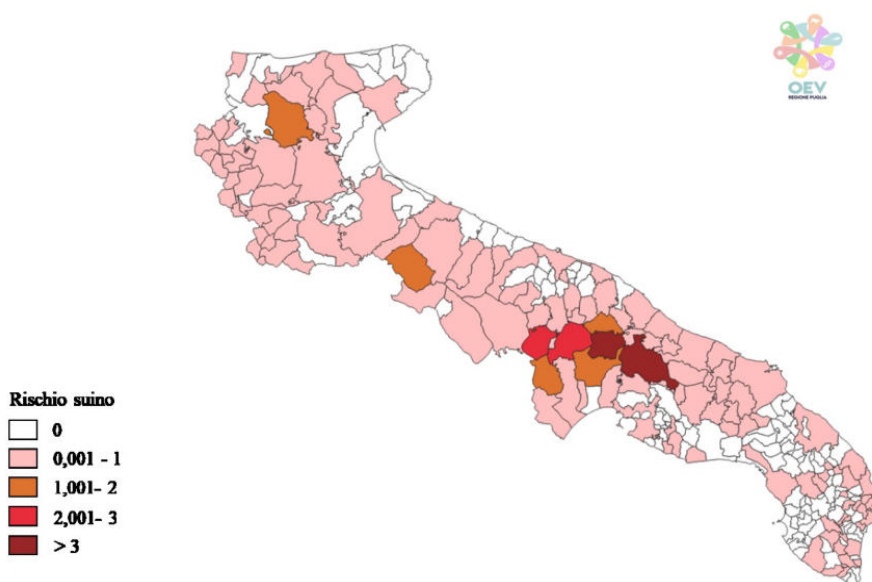 OEV
REGIONE PUGLIA
Rischio suino
0
0,001 - 1
1,001- 2
2,001- 3
> 3